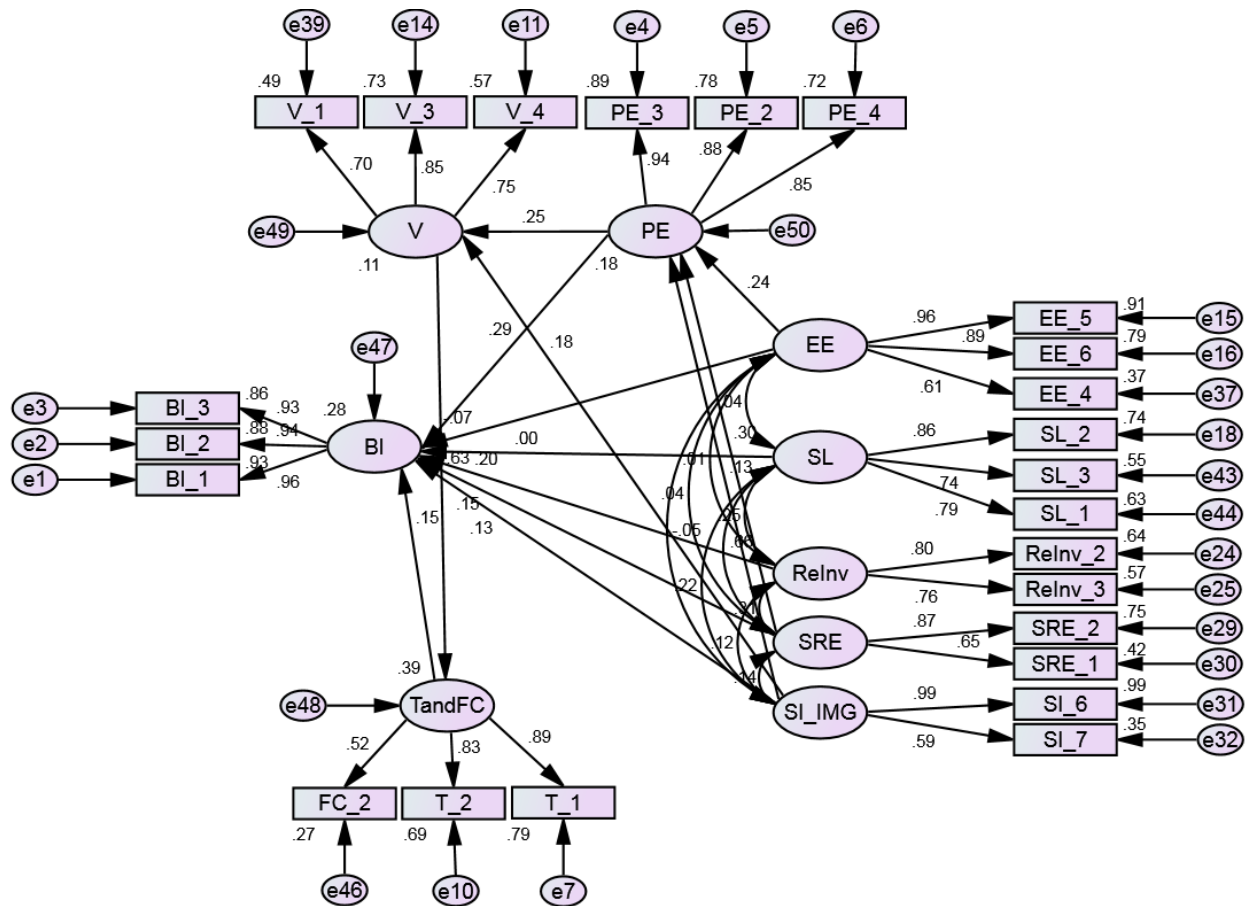 e39 e14 e11 e4 e5 e6
.49 .73 .57 .89 .78 .72
V_1 V_3 V_4 PE_3 PE_2 PE_4
.70 .85 .75 .94 .88 .85
e49 V .25 PE e50
.11 .18
.24
.29 .18
EE .96 EE_5 .91 e15
.89 EE_6 .79 e16
.61 EE_4 .37 e37
e47
e3 BI_3 .86 .93 .28
e2 BI_2 .88 .94 BI
e1 BI_1 .93 .96
-.07 .04
.00 .30
.63 .20 .01 .13
SL .86 SL_2 .74 e18
.74 SL_3 .55 e43
.79 SL_1 .63 e44
.15 .15 .04
.13 -.05 .66
ReInv .80 ReInv_2 .64 e24
.76 ReInv_3 .57 e25
.22
SRE .87 SRE_2 .75 e29
.65 SRE_1 .42 e30
.12
.14
SI_IMG .99 SI_6 .99 e31
.59 SI_7 .35 e32
.39
e48 TandFC
.52 .83 .89
FC_2 T_2 T_1
.27 .69 .79
e46 e10 e7